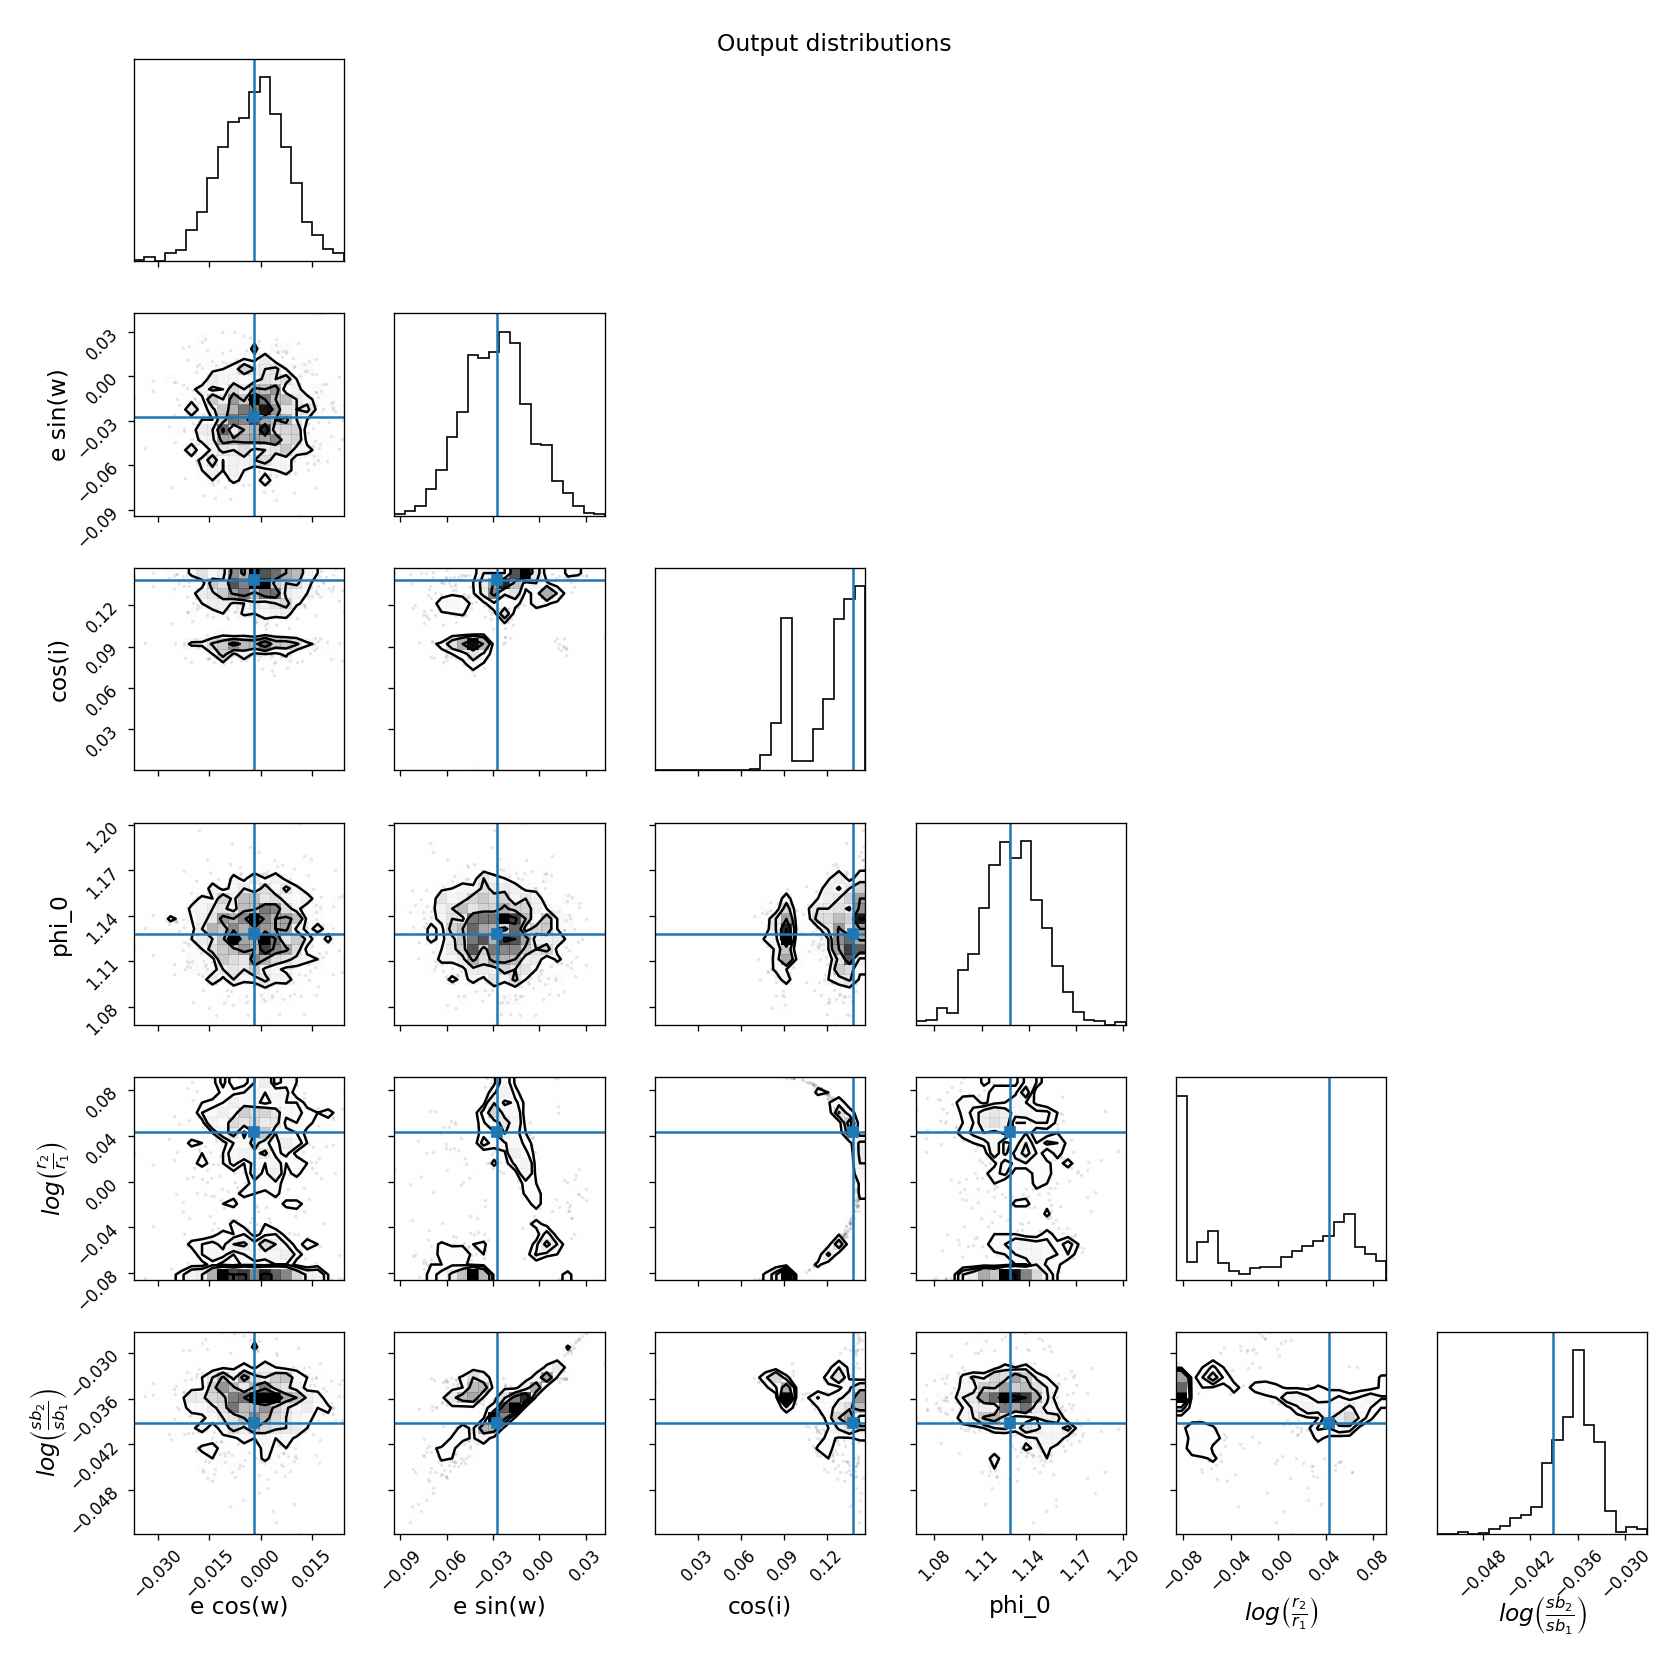 Output distributions
e sin(w)
0.03
0.00
−0.03
−0.06
−0.09
cos(i)
0.12
0.09
0.06
0.03
phi_0
1.20
1.17
1.14
1.11
1.08
log(r2/r1)
0.08
0.04
0.00
−0.04
−0.08
log(sb2/sb1)
−0.030
−0.036
−0.042
−0.048
−0.030 −0.015 0.000 0.015
−0.09 −0.06 −0.03 0.00 0.03
0.03 0.06 0.09 0.12
1.08 1.11 1.14 1.17 1.20
−0.08 −0.04 0.00 0.04 0.08
−0.048 −0.042 −0.036 −0.030
e cos(w) e sin(w) cos(i) phi_0 log(r2/r1) log(sb2/sb1)